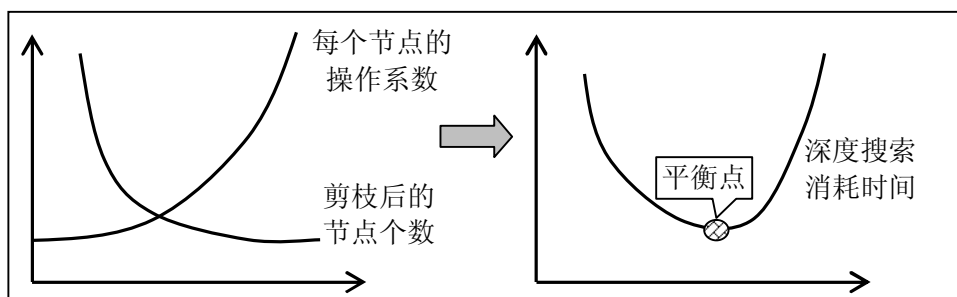 每个节点的
操作系数
剪枝后的
节点个数
平衡点
深度搜索
消耗时间